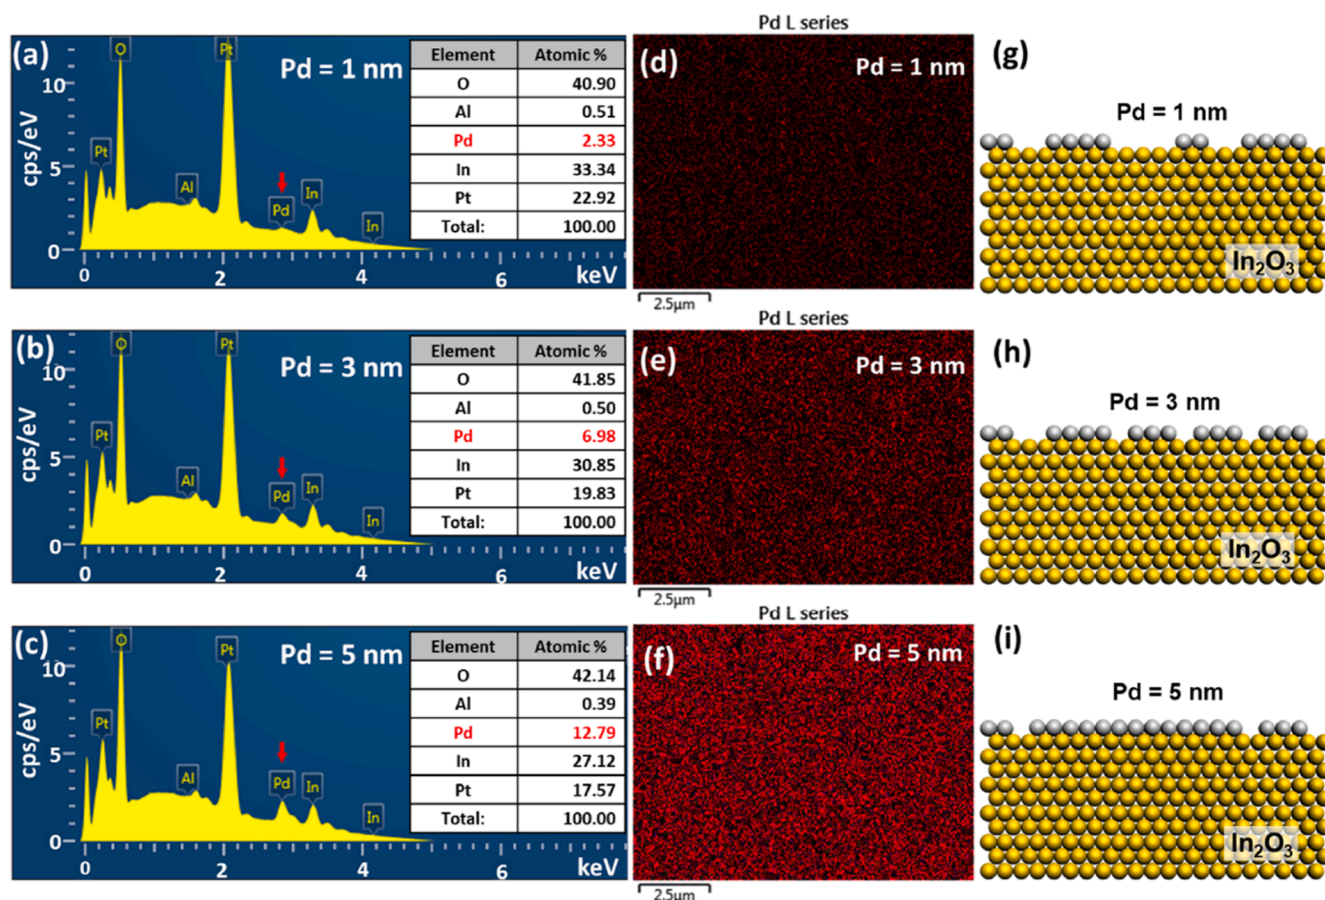 Pd L series
(a)
Pd = 1 nm
O
Pt
Pt
Al
Pd
In
In
10
5
0
cps/eV
0 2 6 keV
Element Atomic %
O 40.90
Al 0.51
Pd 2.33
In 33.34
Pt 22.92
Total: 100.00
(d)
Pd = 1 nm
2.5µm
(g)
Pd = 1 nm
In₂O₃
Pd L series
(b)
Pd = 3 nm
O
Pt
Pt
Al
Pd
In
In
10
5
0
cps/eV
0 2 4 6 keV
Element Atomic %
O 41.85
Al 0.50
Pd 6.98
In 30.85
Pt 19.83
Total: 100.00
(e)
Pd = 3 nm
2.5µm
(h)
Pd = 3 nm
In₂O₃
Pd L series
(c)
Pd = 5 nm
O
Pt
Pt
Al
Pd
In
In
10
5
0
cps/eV
0 2 4 6 keV
Element Atomic %
O 42.14
Al 0.39
Pd 12.79
In 27.12
Pt 17.57
Total: 100.00
(f)
Pd = 5 nm
2.5µm
(i)
Pd = 5 nm
In₂O₃